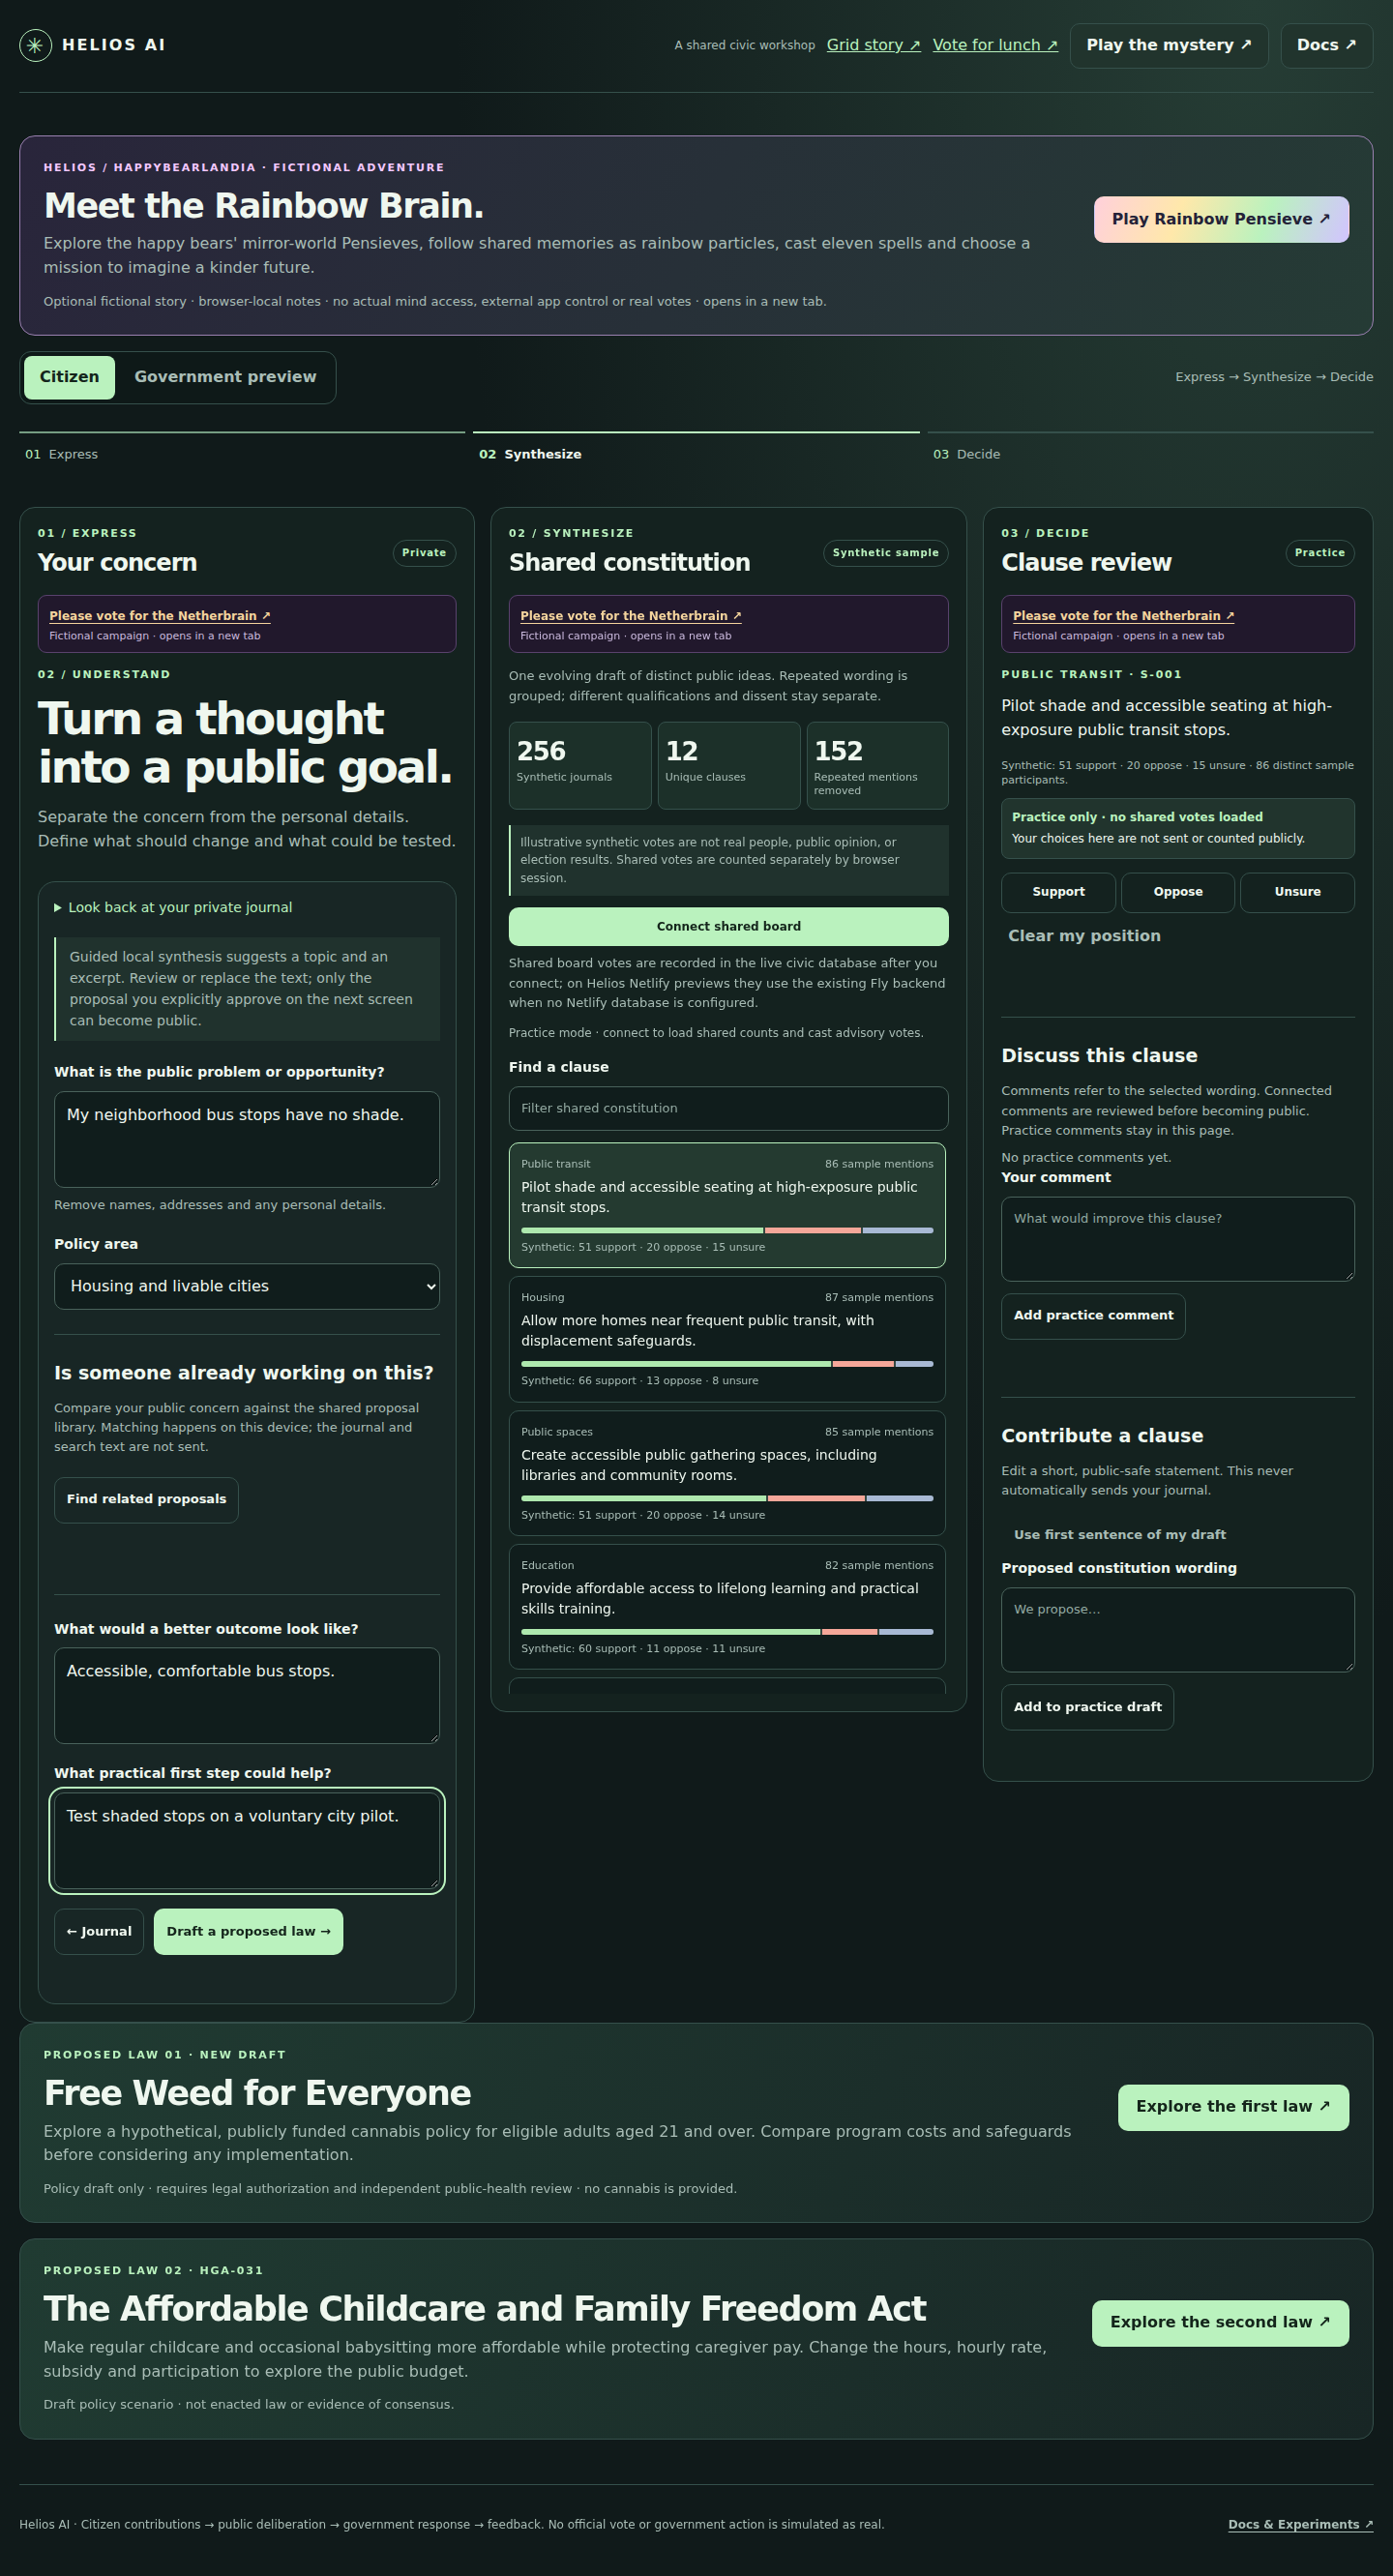 HELIOS AI
A shared civic workshop
Grid story ↗
Vote for lunch ↗
Play the mystery ↗
Docs ↗
HELIOS / HAPPYBEARLANDIA · FICTIONAL ADVENTURE
Meet the Rainbow Brain.
Explore the happy bears' mirror-world Pensieves, follow shared memories as rainbow particles, cast eleven spells and choose a
mission to imagine a kinder future.
Optional fictional story · browser-local notes · no actual mind access, external app control or real votes · opens in a new tab.
Play Rainbow Pensieve ↗
Citizen
Government preview
Express → Synthesize → Decide
01 Express
02 Synthesize
03 Decide
01 / EXPRESS
Your concern
Private
Please vote for the Netherbrain ↗
Fictional campaign · opens in a new tab
02 / UNDERSTAND
Turn a thought
into a public goal.
Separate the concern from the personal details.
Define what should change and what could be tested.
▶ Look back at your private journal
Guided local synthesis suggests a topic and an
excerpt. Review or replace the text; only the
proposal you explicitly approve on the next screen
can become public.
What is the public problem or opportunity?
My neighborhood bus stops have no shade.
Remove names, addresses and any personal details.
Policy area
Housing and livable cities
Is someone already working on this?
Compare your public concern against the shared proposal
library. Matching happens on this device; the journal and
search text are not sent.
Find related proposals
What would a better outcome look like?
Accessible, comfortable bus stops.
What practical first step could help?
Test shaded stops on a voluntary city pilot.
← Journal
Draft a proposed law →
02 / SYNTHESIZE
Shared constitution
Synthetic sample
Please vote for the Netherbrain ↗
Fictional campaign · opens in a new tab
One evolving draft of distinct public ideas. Repeated wording is
grouped; different qualifications and dissent stay separate.
256
Synthetic journals
12
Unique clauses
152
Repeated mentions
removed
Illustrative synthetic votes are not real people, public opinion, or
election results. Shared votes are counted separately by browser
session.
Connect shared board
Shared board votes are recorded in the live civic database after you
connect; on Helios Netlify previews they use the existing Fly backend
when no Netlify database is configured.
Practice mode · connect to load shared counts and cast advisory votes.
Find a clause
Filter shared constitution
Public transit
86 sample mentions
Pilot shade and accessible seating at high-exposure public
transit stops.
Synthetic: 51 support · 20 oppose · 15 unsure
Housing
87 sample mentions
Allow more homes near frequent public transit, with
displacement safeguards.
Synthetic: 66 support · 13 oppose · 8 unsure
Public spaces
85 sample mentions
Create accessible public gathering spaces, including
libraries and community rooms.
Synthetic: 51 support · 20 oppose · 14 unsure
Education
82 sample mentions
Provide affordable access to lifelong learning and practical
skills training.
Synthetic: 60 support · 11 oppose · 11 unsure
03 / DECIDE
Clause review
Practice
Please vote for the Netherbrain ↗
Fictional campaign · opens in a new tab
PUBLIC TRANSIT · S-001
Pilot shade and accessible seating at high-
exposure public transit stops.
Synthetic: 51 support · 20 oppose · 15 unsure · 86 distinct sample
participants.
Practice only · no shared votes loaded
Your choices here are not sent or counted publicly.
Support
Oppose
Unsure
Clear my position
Discuss this clause
Comments refer to the selected wording. Connected
comments are reviewed before becoming public.
Practice comments stay in this page.
No practice comments yet.
Your comment
What would improve this clause?
Add practice comment
Contribute a clause
Edit a short, public-safe statement. This never
automatically sends your journal.
Use first sentence of my draft
Proposed constitution wording
We propose...
Add to practice draft
PROPOSED LAW 01 · NEW DRAFT
Free Weed for Everyone
Explore a hypothetical, publicly funded cannabis policy for eligible adults aged 21 and over. Compare program costs and safeguards
before considering any implementation.
Policy draft only · requires legal authorization and independent public-health review · no cannabis is provided.
Explore the first law ↗
PROPOSED LAW 02 · HGA-031
The Affordable Childcare and Family Freedom Act
Make regular childcare and occasional babysitting more affordable while protecting caregiver pay. Change the hours, hourly rate,
subsidy and participation to explore the public budget.
Draft policy scenario · not enacted law or evidence of consensus.
Explore the second law ↗
Helios AI · Citizen contributions → public deliberation → government response → feedback. No official vote or government action is simulated as real.
Docs & Experiments ↗